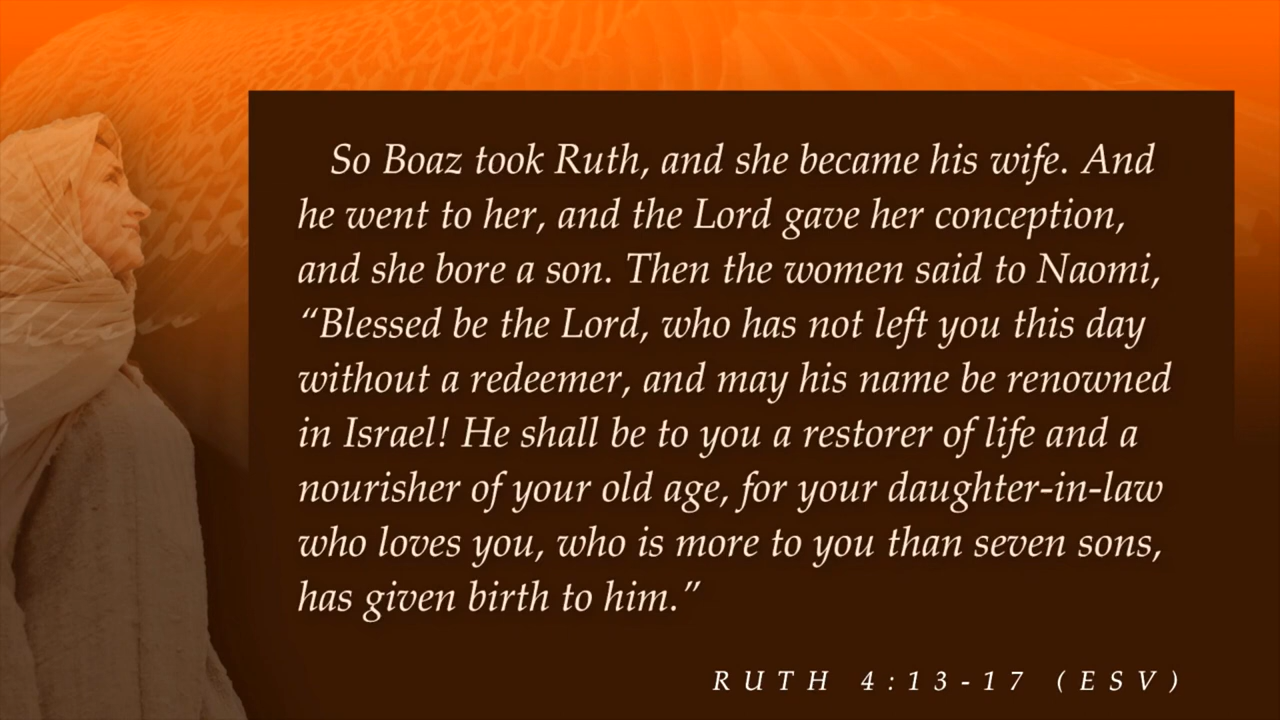 So Boaz took Ruth, and she became his wife. And
he went to her, and the Lord gave her conception,
and she bore a son. Then the women said to Naomi,
“Blessed be the Lord, who has not left you this day
without a redeemer, and may his name be renowned
in Israel! He shall be to you a restorer of life and a
nourisher of your old age, for your daughter-in-law
who loves you, who is more to you than seven sons,
has given birth to him.”
RUTH 4:13-17 (ESV)